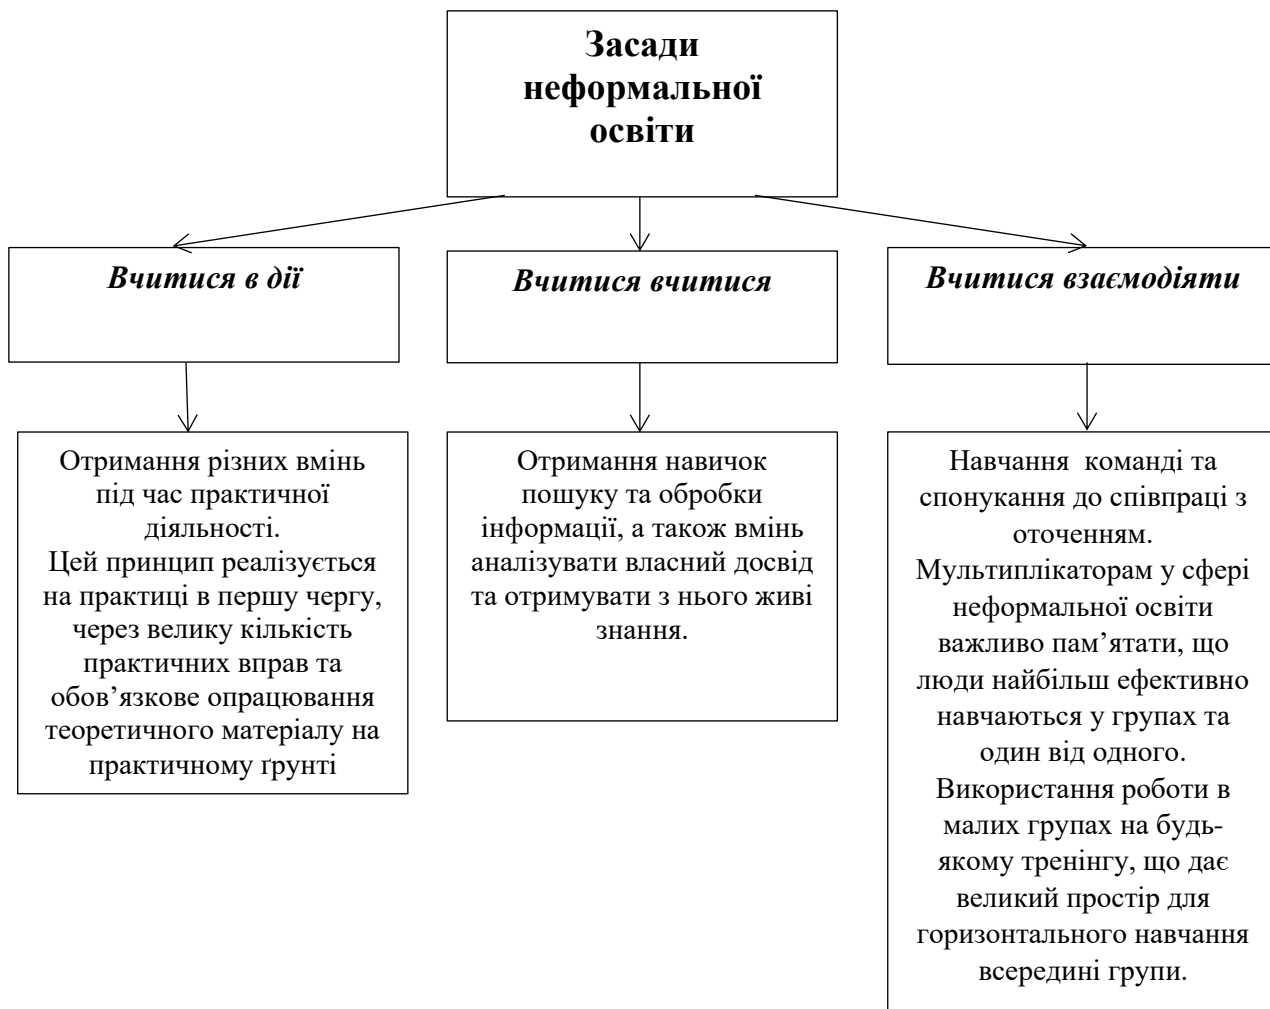 Засади
неформальної
освіти
Вчитися в дії
Вчитися вчитися
Вчитися взаємодіяти
Отримання різних вмінь
під час практичної
діяльності.
Цей принцип реалізується
на практиці в першу чергу,
через велику кількість
практичних вправ та
обов’язкове опрацювання
теоретичного матеріалу на
практичному ґрунті
Отримання навичок
пошуку та обробки
інформації, а також вмінь
аналізувати власний досвід
та отримувати з нього живі
знання.
Навчання  команді та
спонукання до співпраці з
оточенням.
Мультиплікаторам у сфері
неформальної освіти
важливо пам’ятати, що
люди найбільш ефективно
навчаються у групах та
один від одного.
Використання роботи в
малих групах на будь-
якому тренінгу, що дає
великий простір для
горизонтального навчання
всередині групи.